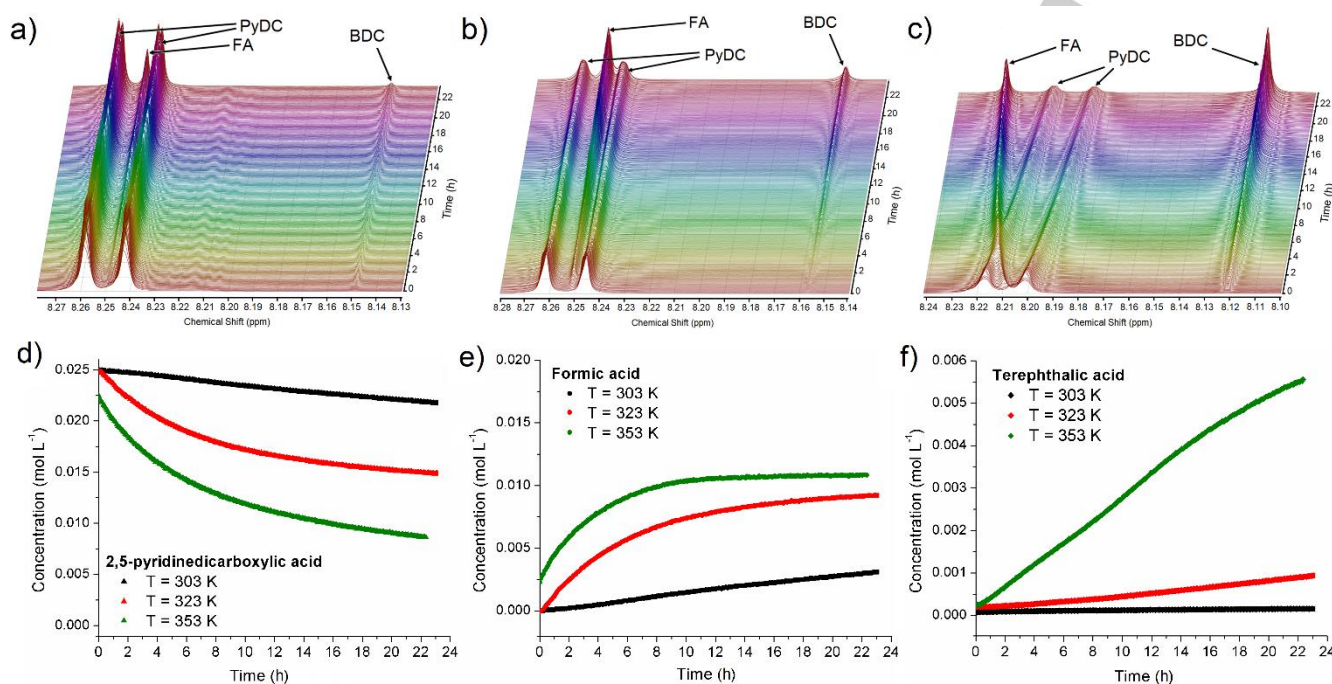 a)
PyDC
FA
BDC
22
20
18
16
14
12
10
8
6
4
2
0
Time (h)
8.27 8.26 8.25 8.24 8.23 8.22 8.21 8.20 8.19 8.18 8.17 8.16 8.15 8.14 8.13
Chemical Shift (ppm)
b)
FA
PyDC
BDC
22
20
18
16
14
12
10
8
6
4
2
0
Time (h)
8.28 8.27 8.26 8.25 8.24 8.23 8.22 8.21 8.20 8.19 8.18 8.17 8.16 8.15 8.14
Chemical Shift (ppm)
c)
FA
PyDC
BDC
22
20
18
16
14
12
10
8
6
4
2
0
Time (h)
8.24 8.23 8.22 8.21 8.20 8.19 8.18 8.17 8.16 8.15 8.14 8.13 8.12 8.11 8.10
Chemical Shift (ppm)
d)
Concentration (mol L⁻¹)
0.025
0.020
0.015
0.010
0.005
0.000
2,5-pyridinedicarboxylic acid
T = 303 K
T = 323 K
T = 353 K
0 2 4 6 8 10 12 14 16 18 20 22 24
Time (h)
e)
Concentration (mol L⁻¹)
0.020
0.015
0.010
0.005
0.000
Formic acid
T = 303 K
T = 323 K
T = 353 K
0 2 4 6 8 10 12 14 16 18 20 22 24
Time (h)
f)
Concentration (mol L⁻¹)
0.006
0.005
0.004
0.003
0.002
0.001
0.000
Terephthalic acid
T = 303 K
T = 323 K
T = 353 K
0 2 4 6 8 10 12 14 16 18 20 22 24
Time (h)